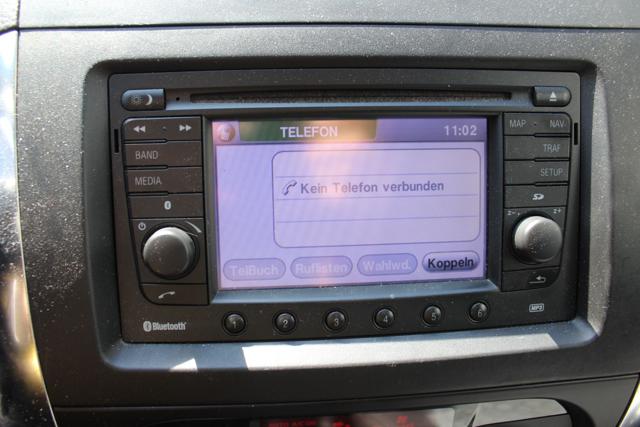 TELEFON 11:02
MAP NAV
BAND
TRAF
MEDIA
SETUP
Kein Telefon verbunden
z- z+
TelBuch Ruflisten Wahlwd. Koppeln
1 2 3 4 5 6
Bluetooth
MP3